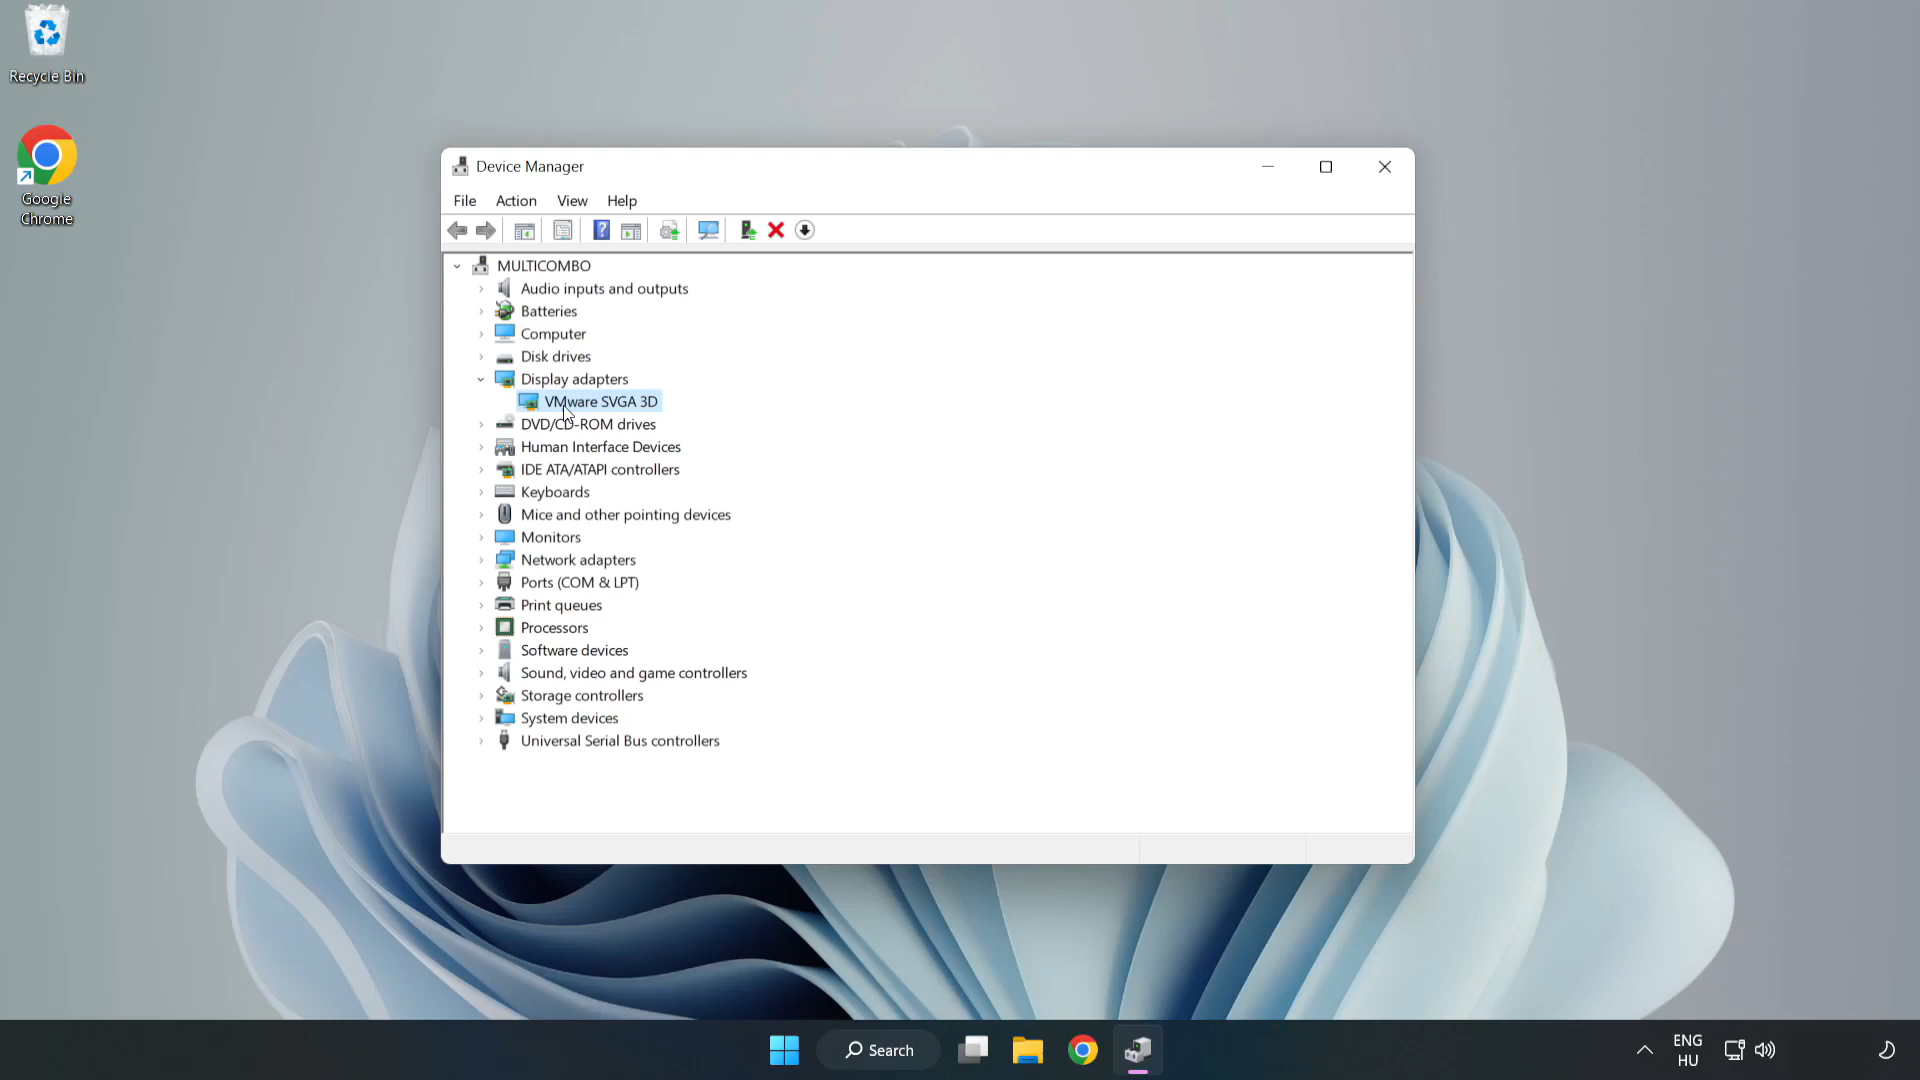 Recycle Bin
Google
Chrome
Device Manager
File Action View Help
MULTICOMBO
Audio inputs and outputs
Batteries
Computer
Disk drives
Display adapters
VMware SVGA 3D
DVD/CD-ROM drives
Human Interface Devices
IDE ATA/ATAPI controllers
Keyboards
Mice and other pointing devices
Monitors
Network adapters
Ports (COM & LPT)
Print queues
Processors
Software devices
Sound, video and game controllers
Storage controllers
System devices
Universal Serial Bus controllers
Search
ENG
HU